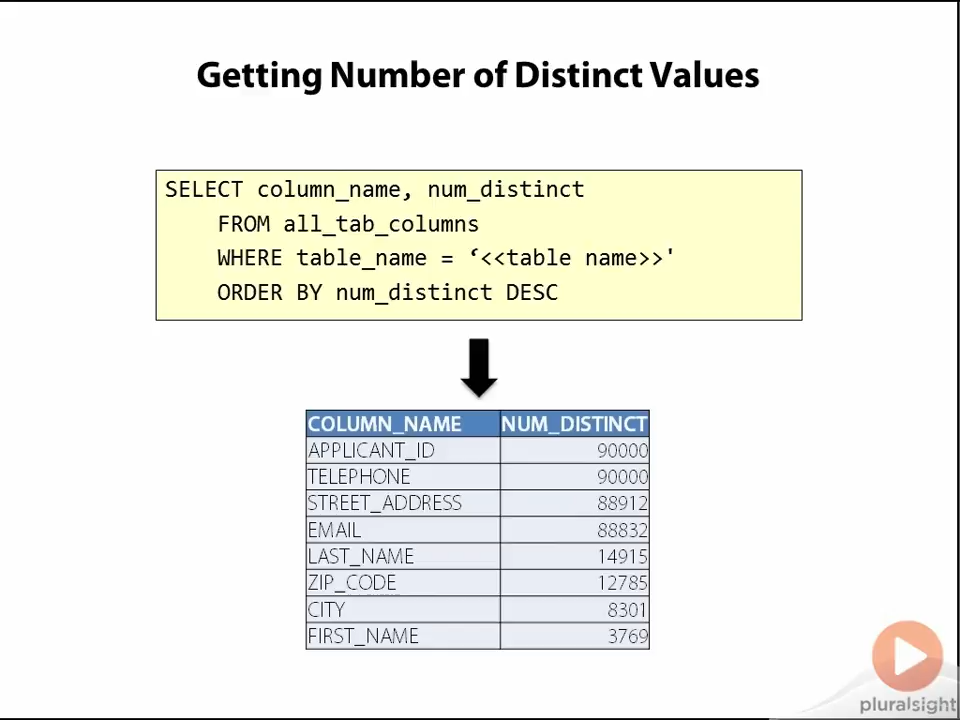 Getting Number of Distinct Values
SELECT column_name, num_distinct
FROM all_tab_columns
WHERE table_name = ‘<<table name>>'
ORDER BY num_distinct DESC
COLUMN_NAME NUM_DISTINCT
APPLICANT_ID 90000
TELEPHONE 90000
STREET_ADDRESS 88912
EMAIL 88832
LAST_NAME 14915
ZIP_CODE 12785
CITY 8301
FIRST_NAME 3769
pluralsight